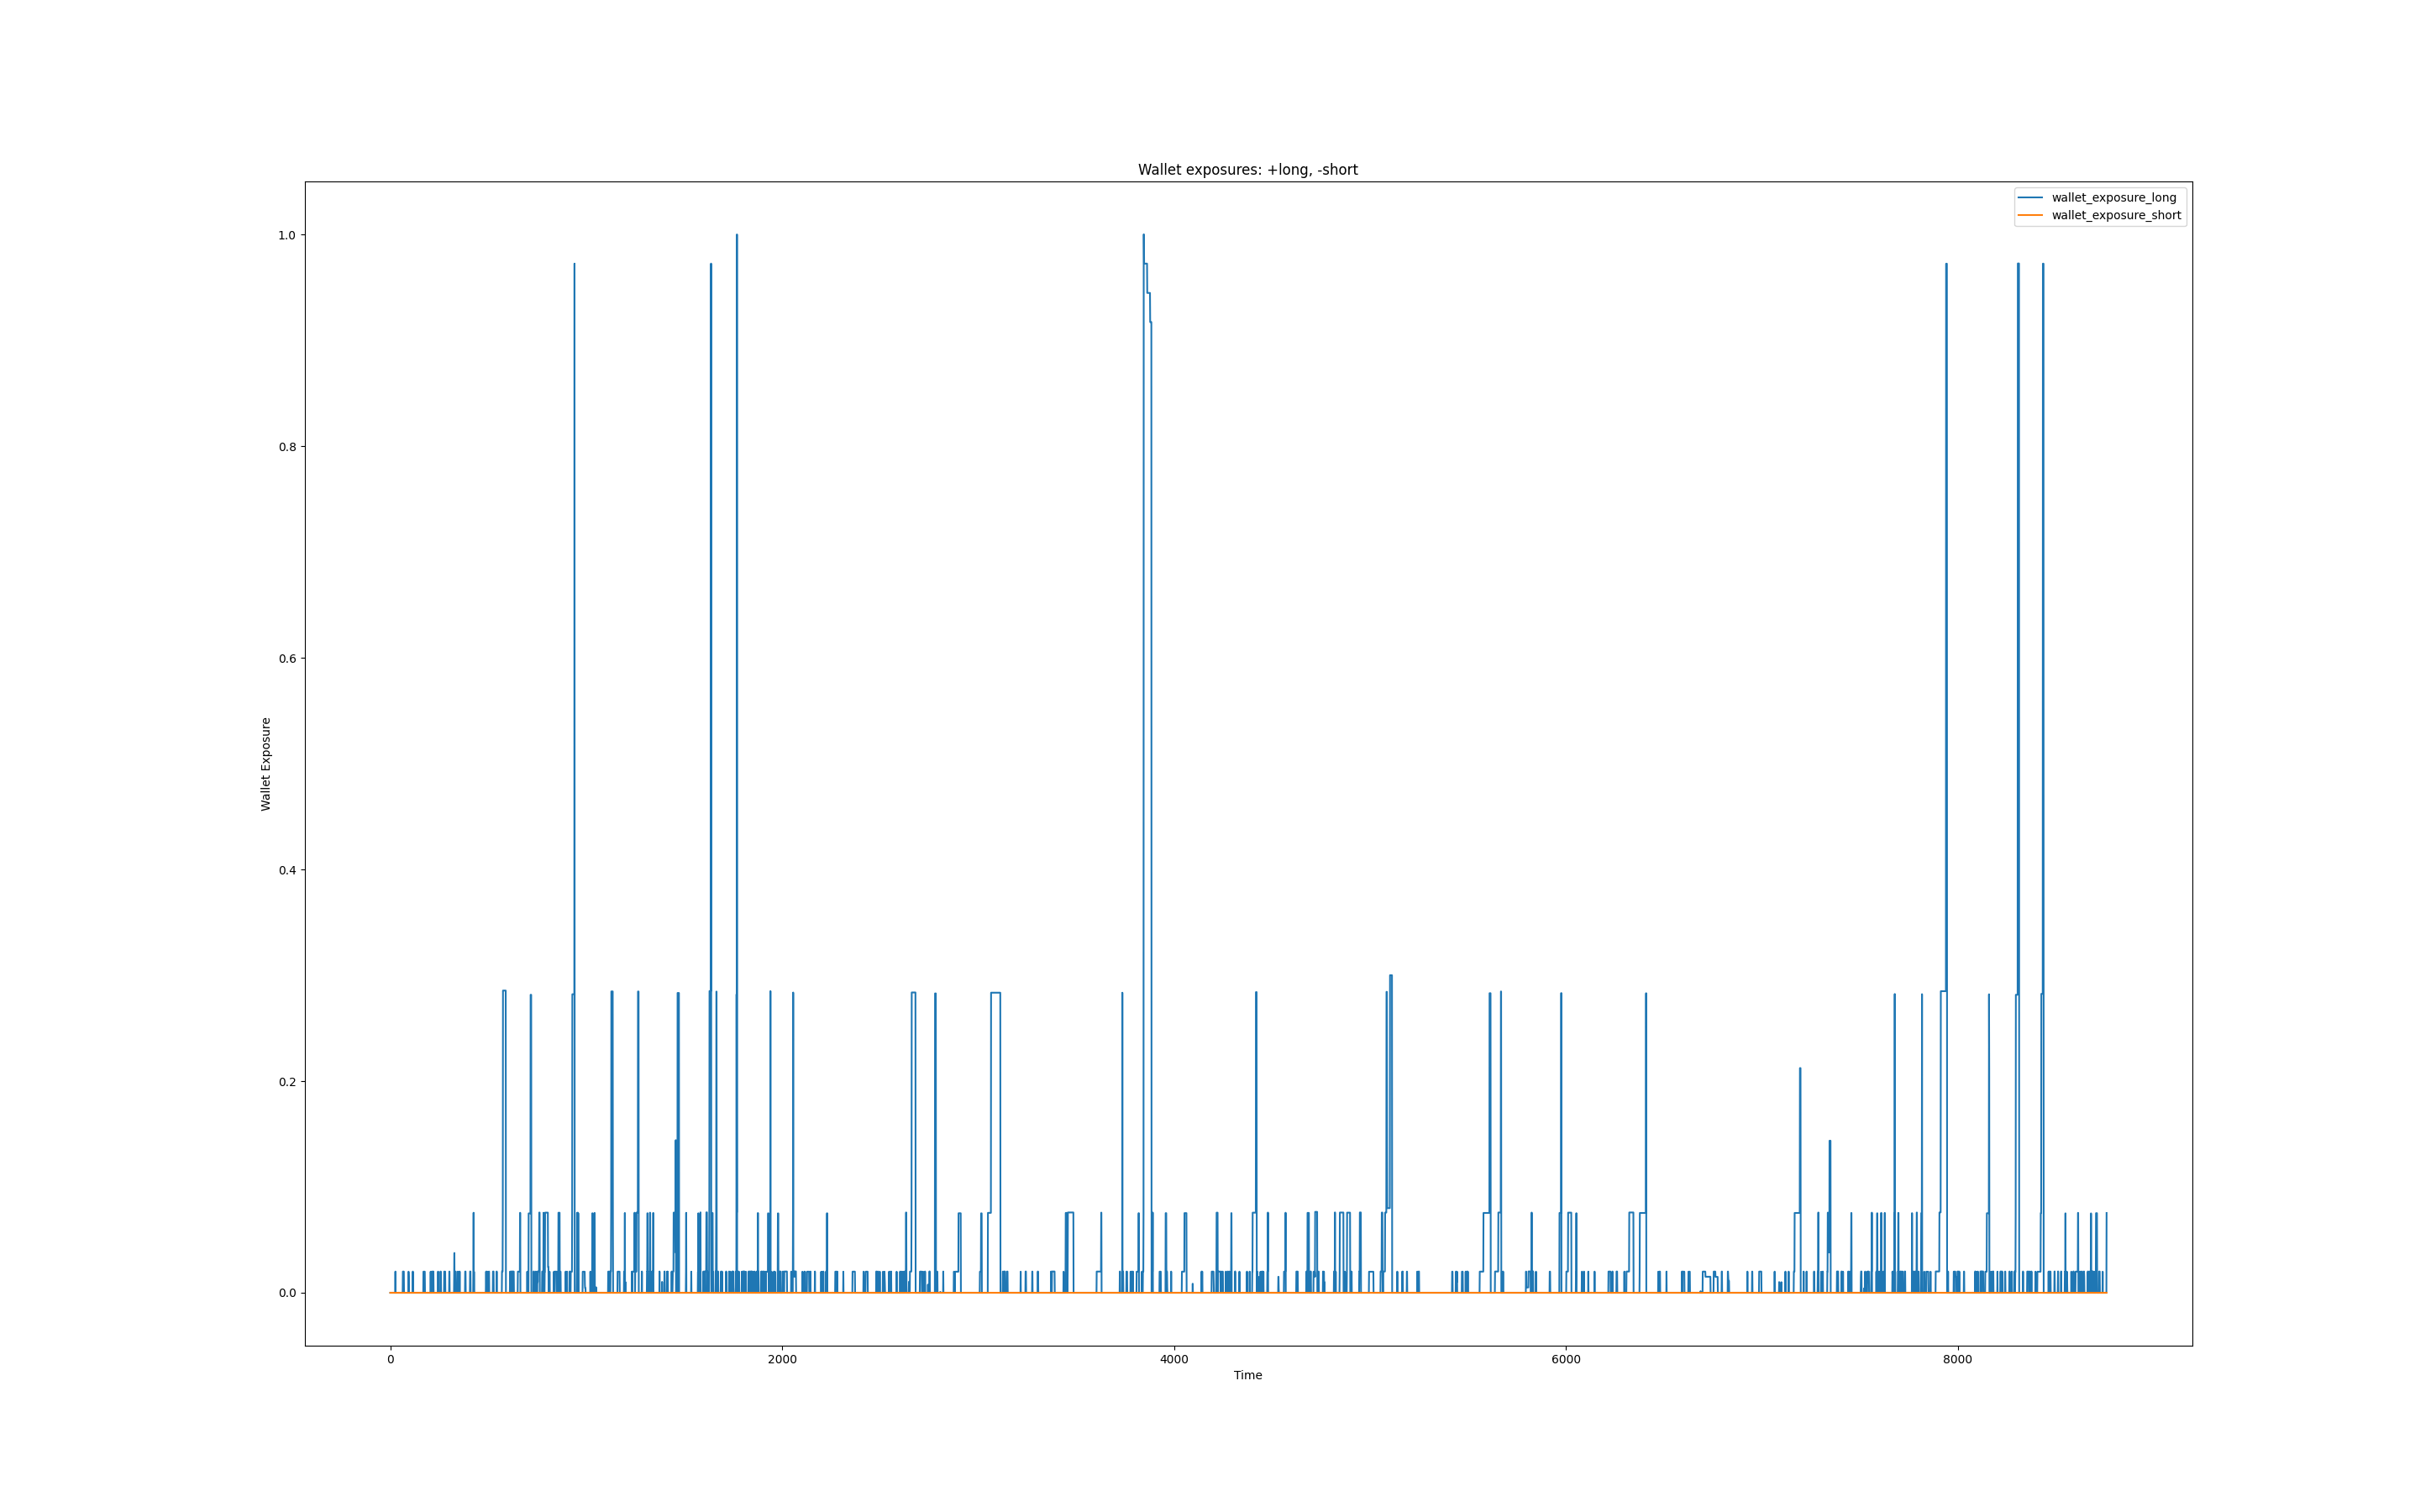 Wallet exposures: +long, -short
wallet_exposure_long
wallet_exposure_short
1.0
0.8
0.6
0.4
0.2
0.0
Wallet Exposure
0 2000 4000 6000 8000
Time